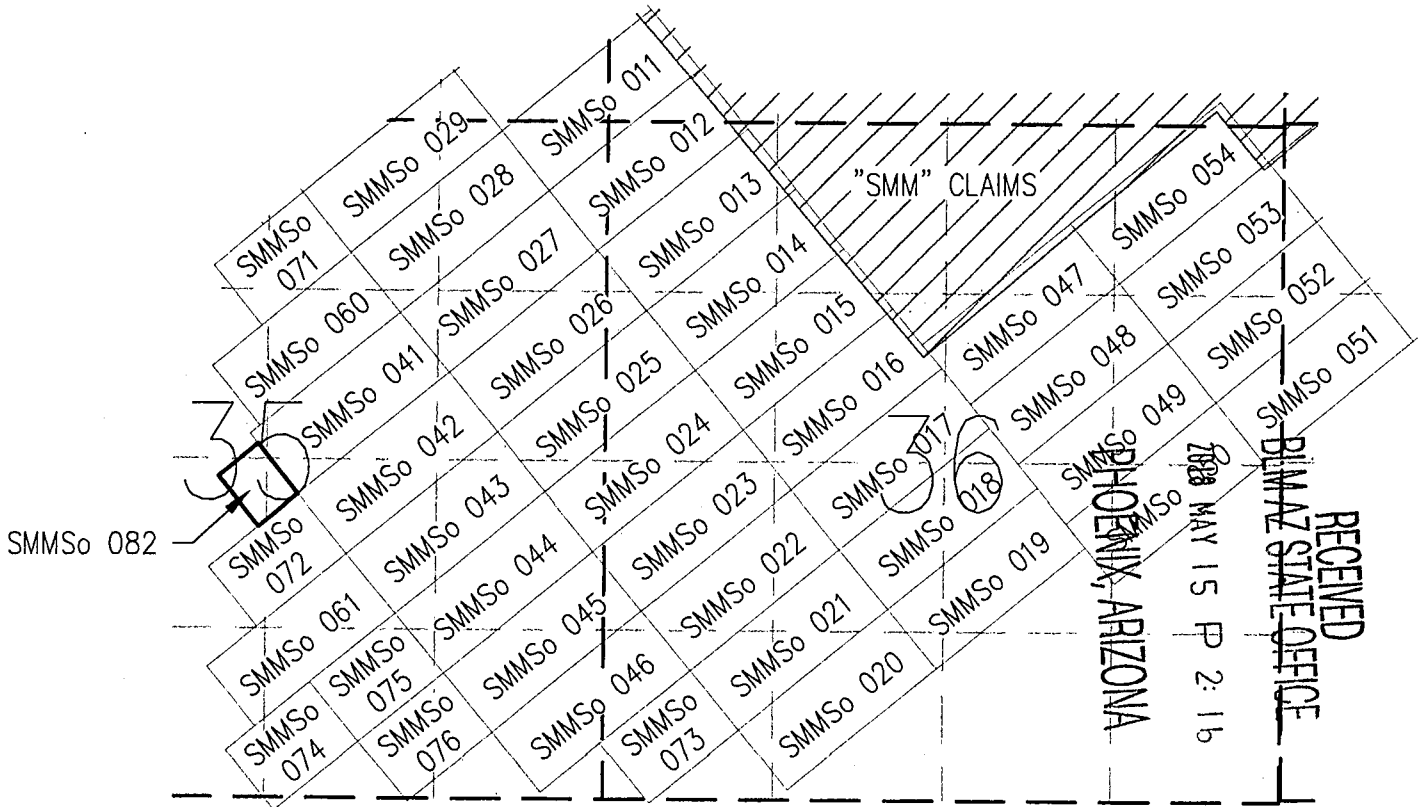 SMMSo 011
SMMSo 029
SMMSo 012
SMMSo 028
SMMSo 054
"SMM" CLAIMS
SMMSo 013
SMMSo
071
SMMSo 027
SMMSo 053
SMMSo 014
SMMSo 047
SMMSo 060
SMMSo 026
SMMSo 052
SMMSo 015
SMMSo 048
SMMSo 041
SMMSo 025
SMMSo 051
SMMSo 016
SMMSo 049
35
SMMSo 042
SMMSo 024
SMMSo 017
36
SMMSo 018
SMMSo
SMMSo 082
SMMSo
072
SMMSo 043
SMMSo 023
SMMSo 019
SMMSo 044
SMMSo 022
SMMSo 061
SMMSo 045
SMMSo 021
SMMSo
075
SMMSo 046
SMMSo 020
SMMSo
074
SMMSo
076
SMMSo
073
RECEIVED
BLM AZ STATE OFFICE
MAY 15 P 2:16
PHOENIX, ARIZONA